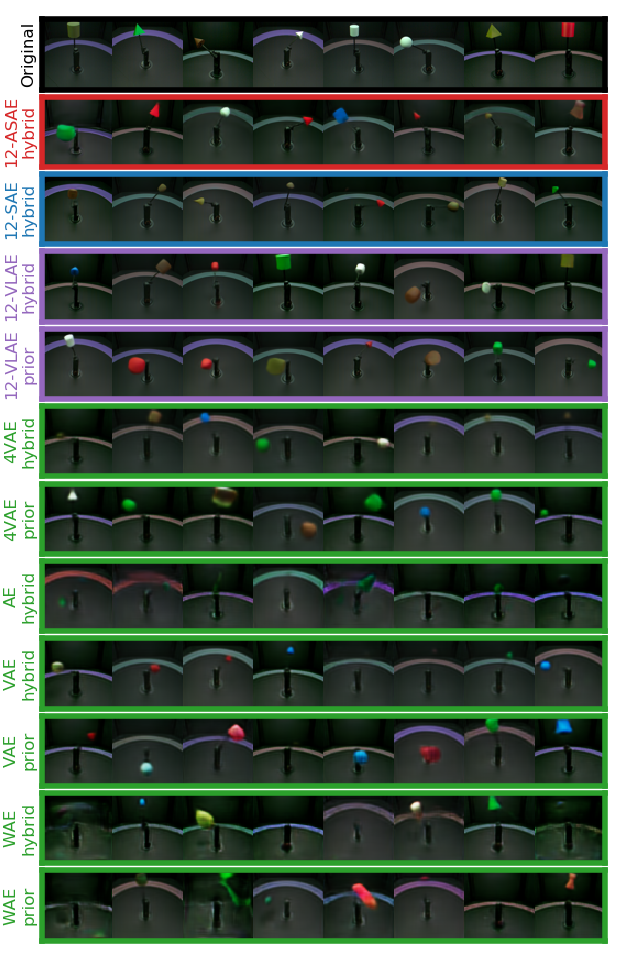 Original
12-ASAE
hybrid
12-SAE
hybrid
12-VLAE
hybrid
12-VLAE
prior
4VAE
hybrid
4VAE
prior
AE
hybrid
VAE
hybrid
VAE
prior
WAE
hybrid
WAE
prior